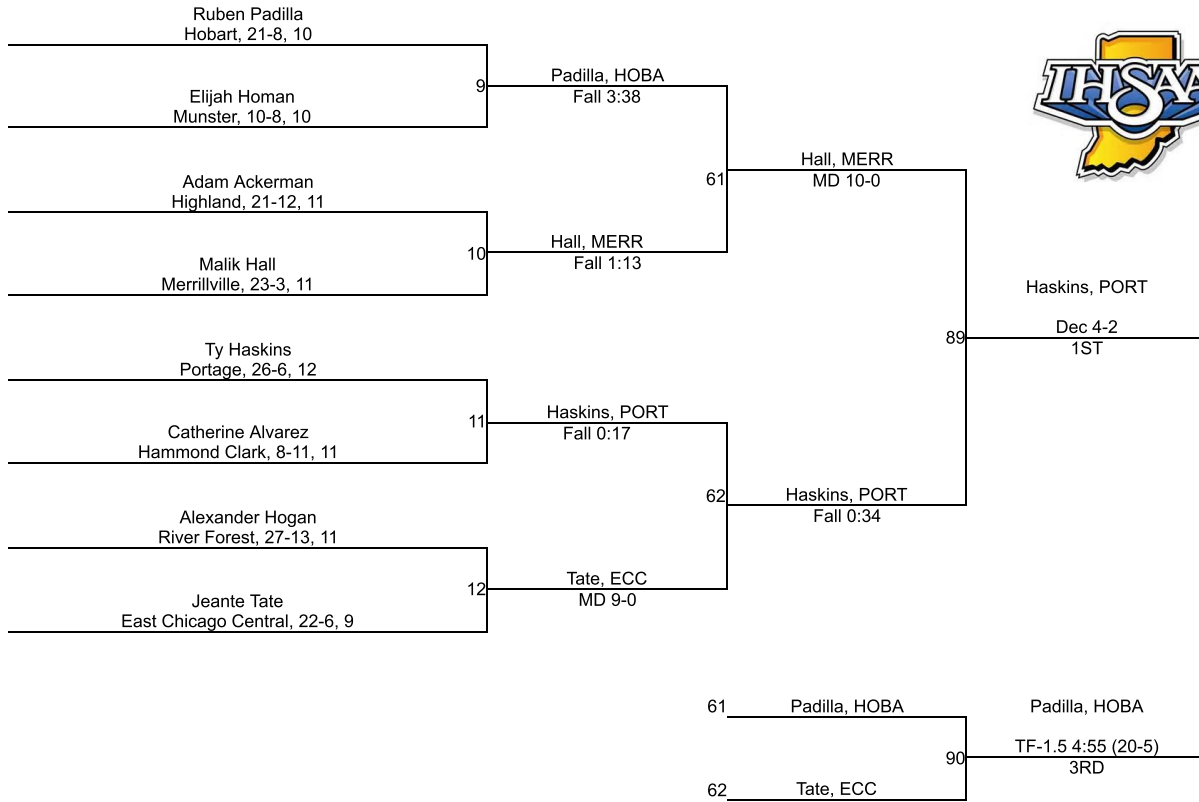 Ruben Padilla
Hobart, 21-8, 10
9
Padilla, HOBA
Fall 3:38
Elijah Homan
Munster, 10-8, 10
IHSAA
61
Hall, MERR
MD 10-0
Adam Ackerman
Highland, 21-12, 11
10
Hall, MERR
Fall 1:13
Malik Hall
Merrillville, 23-3, 11
Haskins, PORT
89
Dec 4-2
1ST
Ty Haskins
Portage, 26-6, 12
11
Haskins, PORT
Fall 0:17
Catherine Alvarez
Hammond Clark, 8-11, 11
62
Haskins, PORT
Fall 0:34
Alexander Hogan
River Forest, 27-13, 11
12
Tate, ECC
MD 9-0
Jeante Tate
East Chicago Central, 22-6, 9
61
Padilla, HOBA
Padilla, HOBA
90
TF-1.5 4:55 (20-5)
3RD
62
Tate, ECC